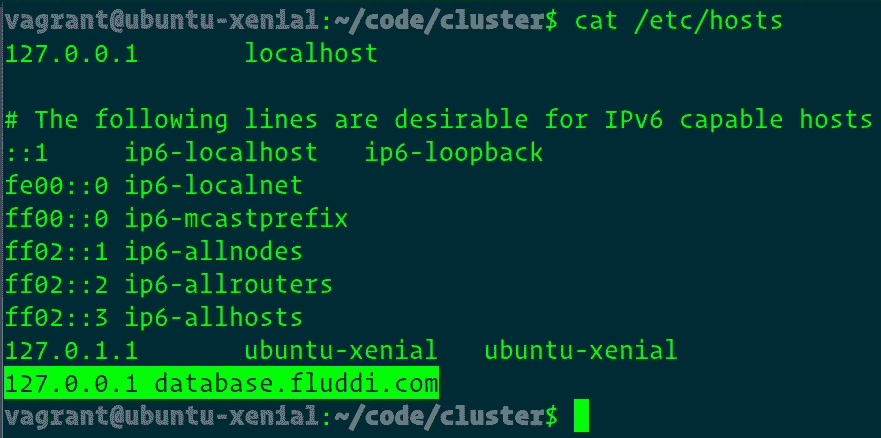 vagrant@ubuntu-xenial:~/code/cluster$ cat /etc/hosts
127.0.0.1       localhost
# The following lines are desirable for IPv6 capable hosts
::1     ip6-localhost   ip6-loopback
fe00::0 ip6-localnet
ff00::0 ip6-mcastprefix
ff02::1 ip6-allnodes
ff02::2 ip6-allrouters
ff02::3 ip6-allhosts
127.0.1.1       ubuntu-xenial   ubuntu-xenial
127.0.0.1 database.fluddi.com
vagrant@ubuntu-xenial:~/code/cluster$